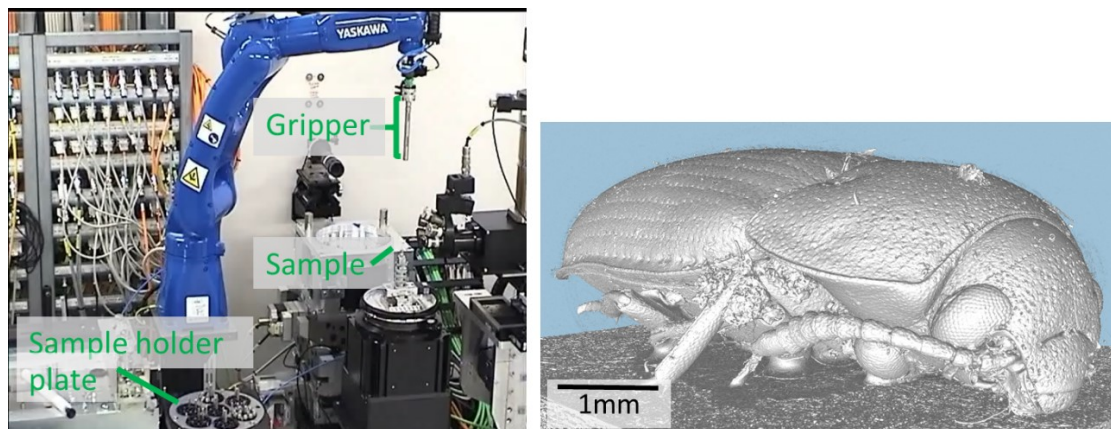 YASKAWA
Gripper
Sample
Sample holder
plate
1mm